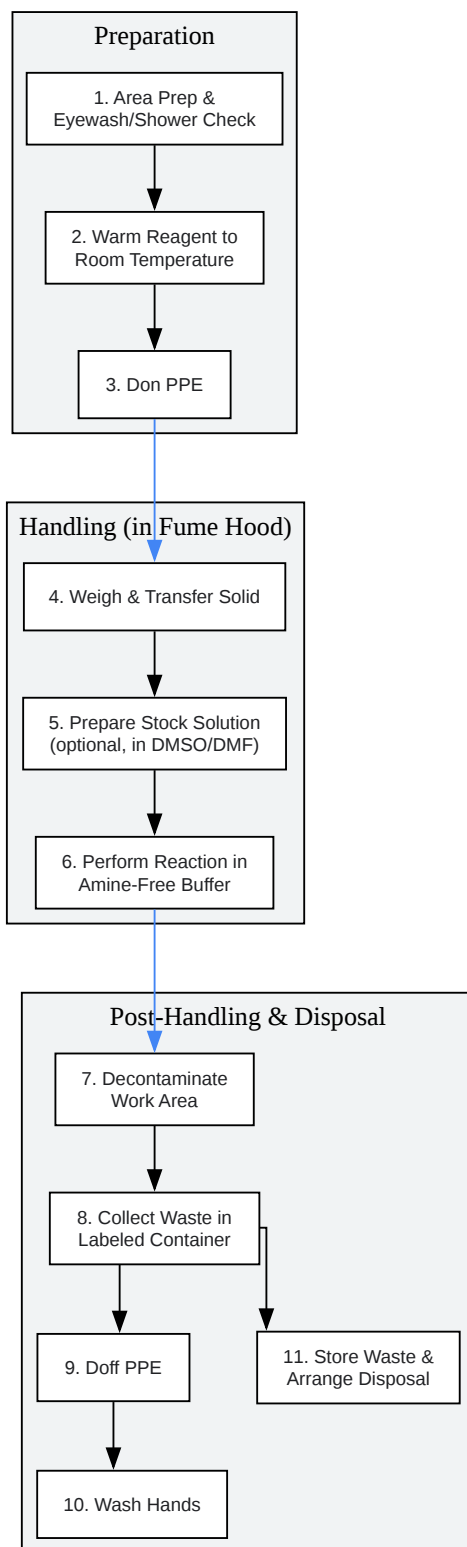 Preparation
1. Area Prep &
Eyewash/Shower Check
2. Warm Reagent to
Room Temperature
3. Don PPE
Handling (in Fume Hood)
4. Weigh & Transfer Solid
5. Prepare Stock Solution
(optional, in DMSO/DMF)
6. Perform Reaction in
Amine-Free Buffer
Post-Handling & Disposal
7. Decontaminate
Work Area
8. Collect Waste in
Labeled Container
9. Doff PPE
11. Store Waste &
Arrange Disposal
10. Wash Hands